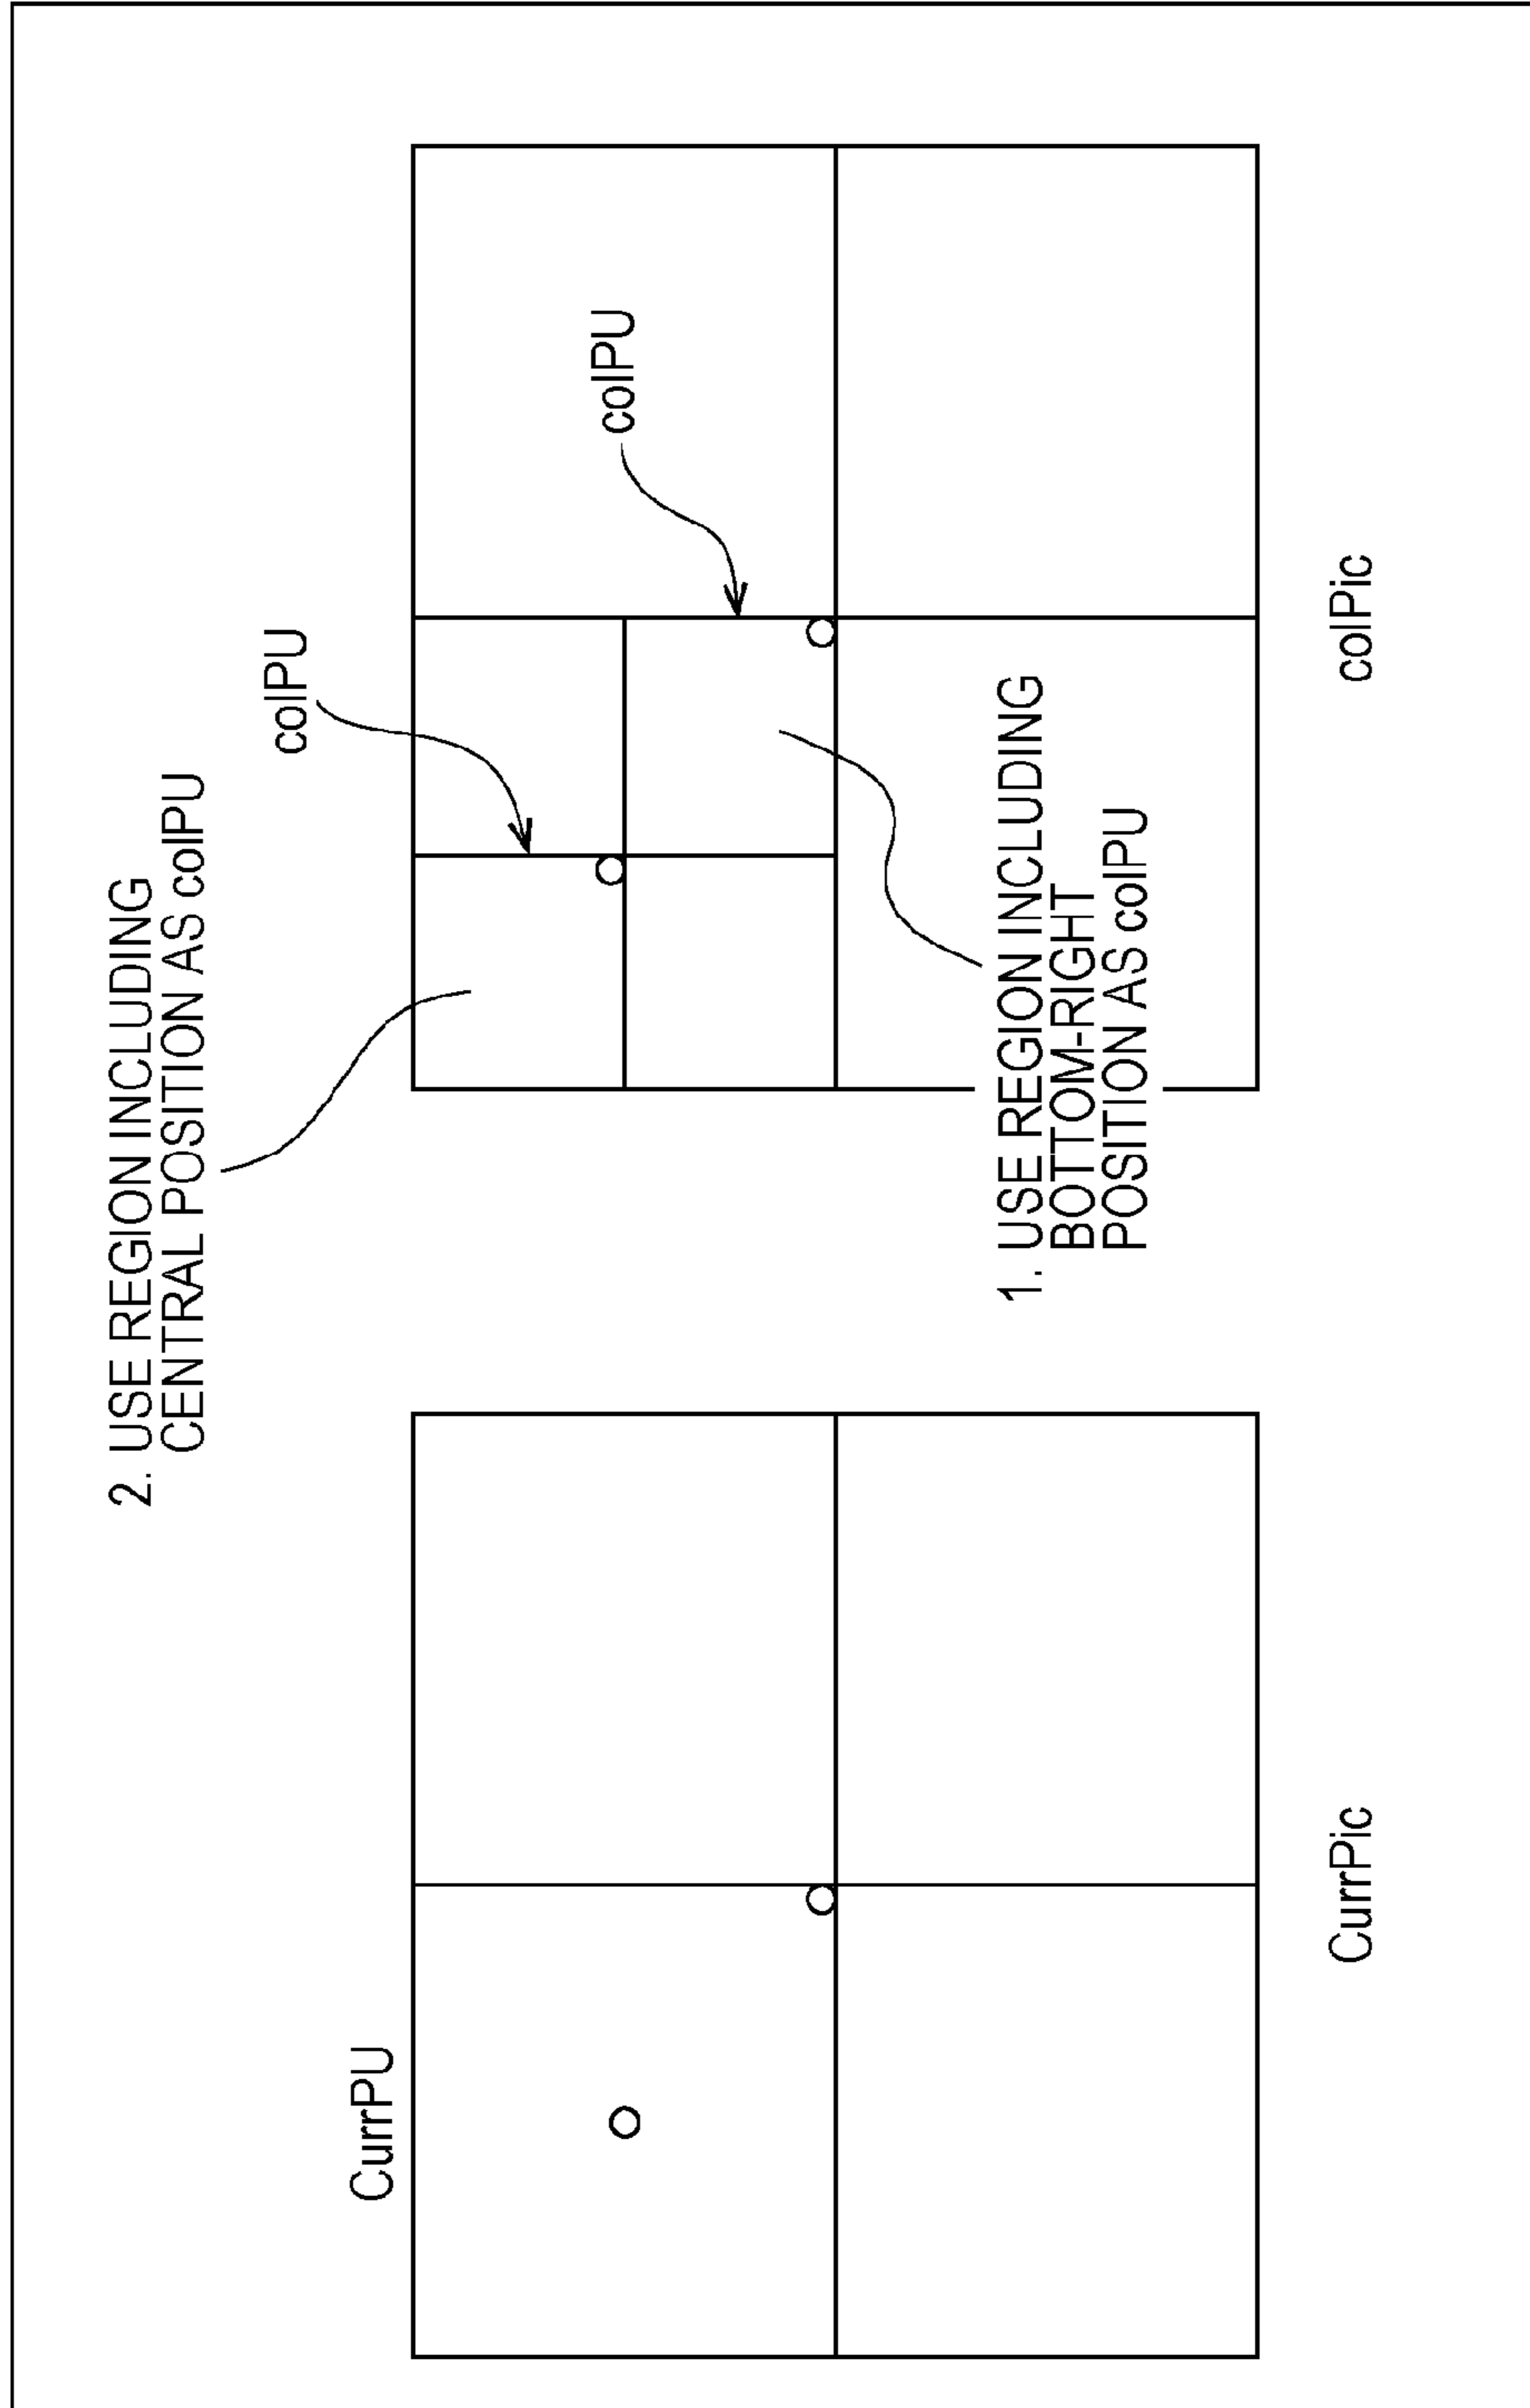 2. USE REGION INCLUDING
CENTRAL POSITION AS colPU
colPU
CurrPU
colPU
1. USE REGION INCLUDING
BOTTOM-RIGHT
POSITION AS colPU
CurrPic
colPic